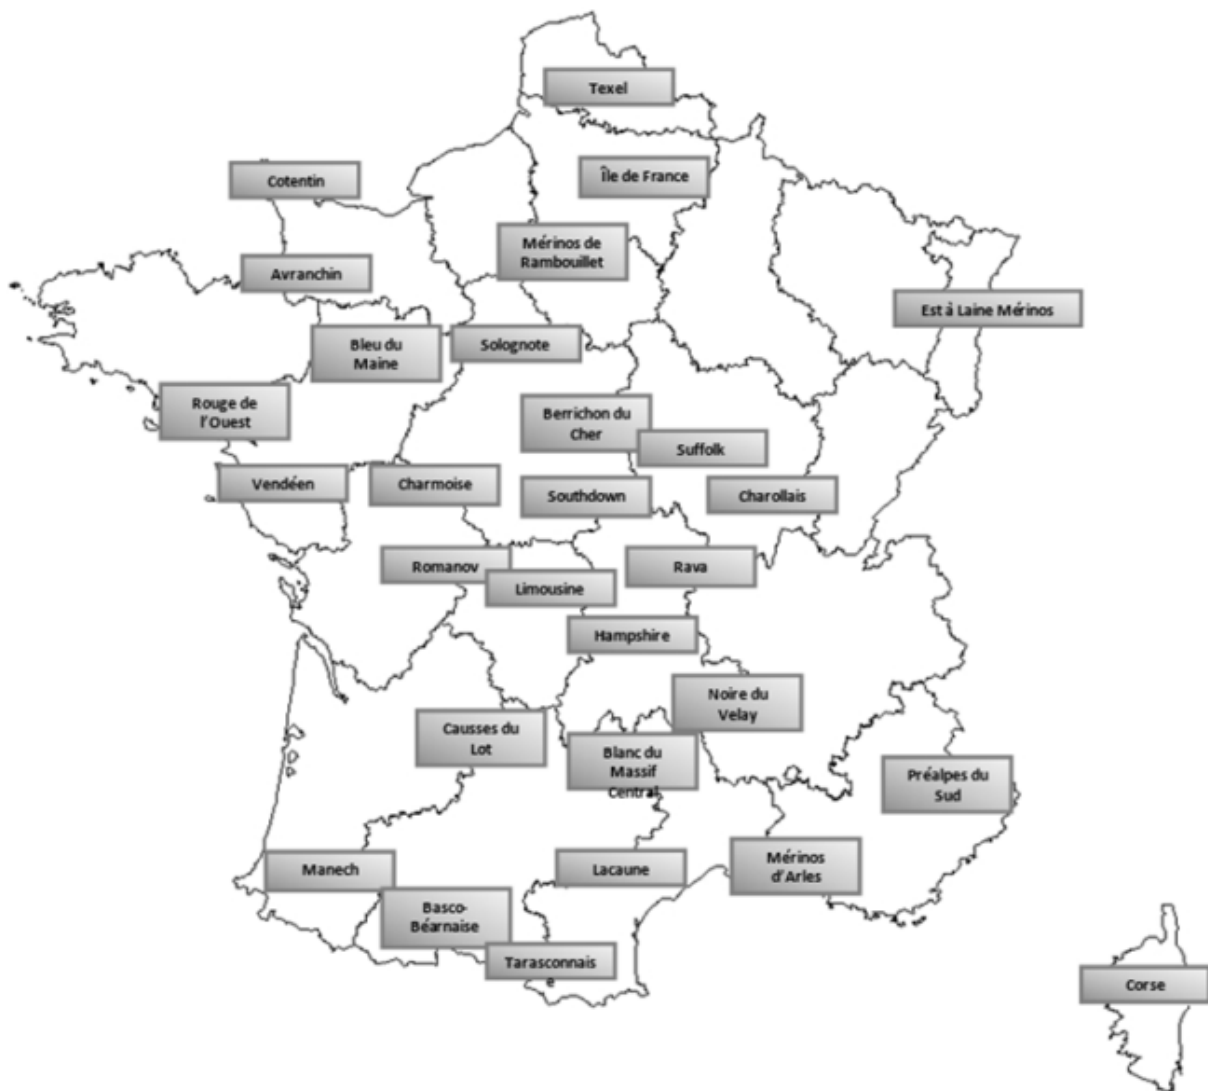 Texel
Île de France
Cotentin
Mérinos de
Rambouillet
Avranchin
Est à Laine Mérinos
Bleu du
Maine
Solognote
Rouge de
l'Ouest
Berrichon du
Cher
Suffolk
Vendéen
Charmoise
Southdown
Charollais
Romanov
Limousine
Rava
Hampshire
Noire du
Velay
Causses du
Lot
Blanc du
Massif
Central
Préalpes du
Sud
Manech
Lacaune
Mérinos
d'Arles
Basco-
Béarnaise
Tarasconnais
e
Corse